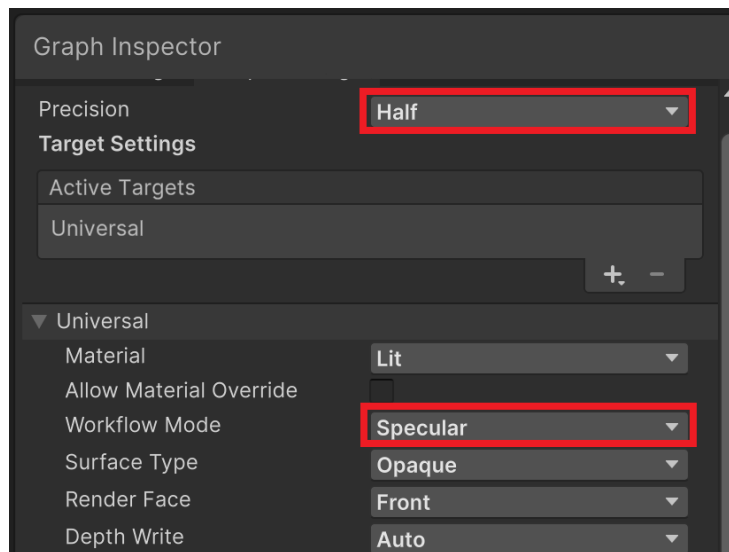 Graph Inspector
Precision Half
Target Settings
Active Targets
Universal
Universal
Material Lit
Allow Material Override
Workflow Mode Specular
Surface Type Opaque
Render Face Front
Depth Write Auto